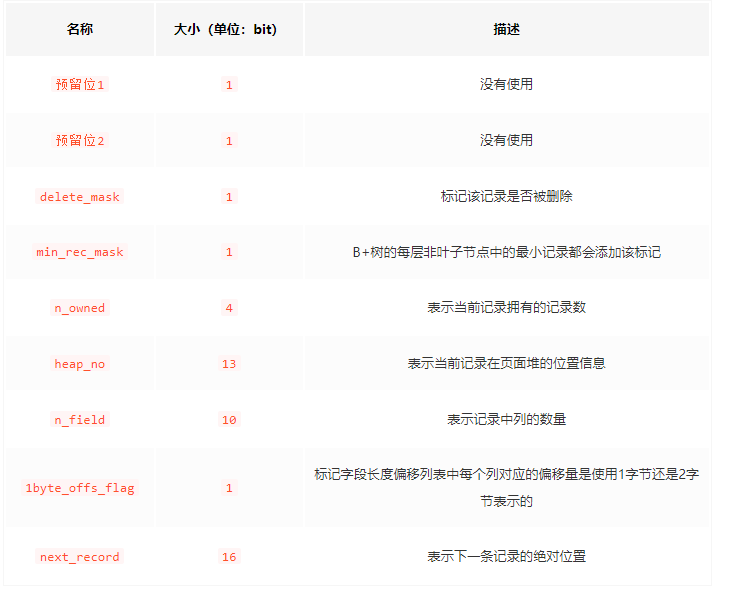 名称 大小（单位：bit） 描述
预留位1 1 没有使用
预留位2 1 没有使用
delete_mask 1 标记该记录是否被删除
min_rec_mask 1 B+树的每层非叶子节点中的最小记录都会添加该标记
n_owned 4 表示当前记录拥有的记录数
heap_no 13 表示当前记录在页面堆的位置信息
n_field 10 表示记录中列的数量
1byte_offs_flag 1 标记字段长度偏移列表中每个列对应的偏移量是使用1字节还是2字
节表示的
next_record 16 表示下一条记录的绝对位置